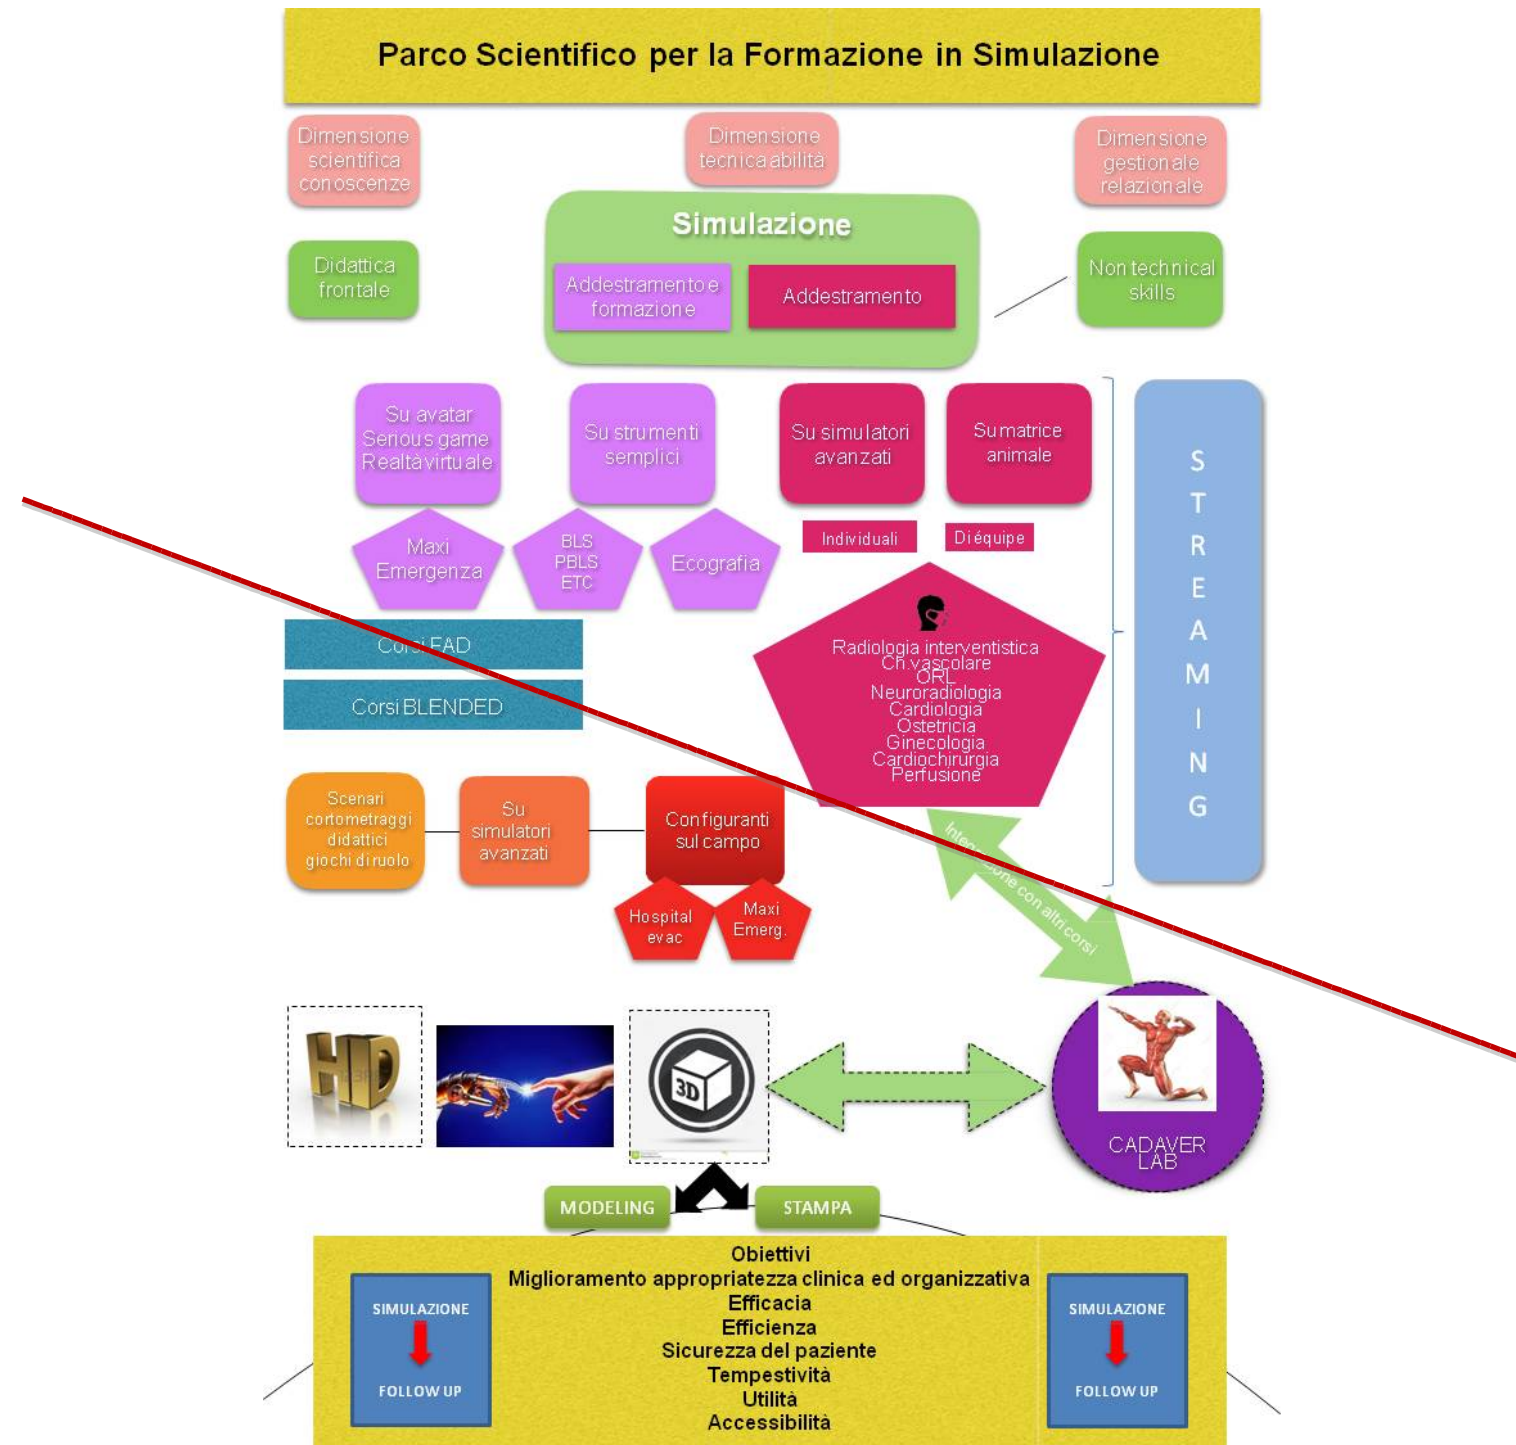 Parco Scientifico per la Formazione in Simulazione
Dimensione
scientifica
conoscenze
Dimensione
tecnica abilità
Dimensione
gestionale
relazionale
Simulazione
Didattica
frontale
Addestramento e
formazione
Addestramento
Non technical
skills
Su avatar
Serious game
Realtà virtuale
Su strumenti
semplici
Su simulatori
avanzati
Su matrice
animale
STREAMING
Individuali
Di équipe
Maxi
Emergenza
BLS
PBLS
ETC
Ecografia
Radiologia interventistica
Ch.vascolare
ORL
Neuroradiologia
Cardiologia
Ostetricia
Ginecologia
Cardiochirurgia
Perfusione
Corsi FAD
Corsi BLENDED
Scenari
cortometraggi
didattici
giochi di ruolo
Su
simulatori
avanzati
Configuranti
sul campo
Hospital
evac
Maxi
Emerg.
Integrazione con altri corsi
HD
3D
CADAVER
LAB
MODELING
STAMPA
Obiettivi
Miglioramento appropriatezza clinica ed organizzativa
Efficacia
Efficienza
Sicurezza del paziente
Tempestività
Utilità
Accessibilità
SIMULAZIONE
FOLLOW UP
SIMULAZIONE
FOLLOW UP